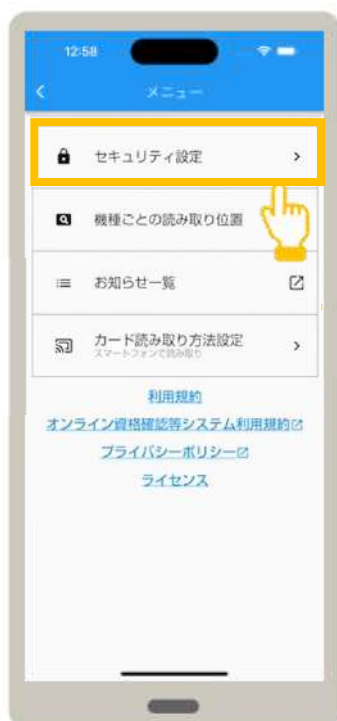 12:58
メニュー
セキュリティ設定
機種ごとの読み取り位置
お知らせ一覧
カード読み取り方法設定
スマートフォンで読み取り
利用規約
オンライン資格確認等システム利用規約
プライバシーポリシー
ライセンス